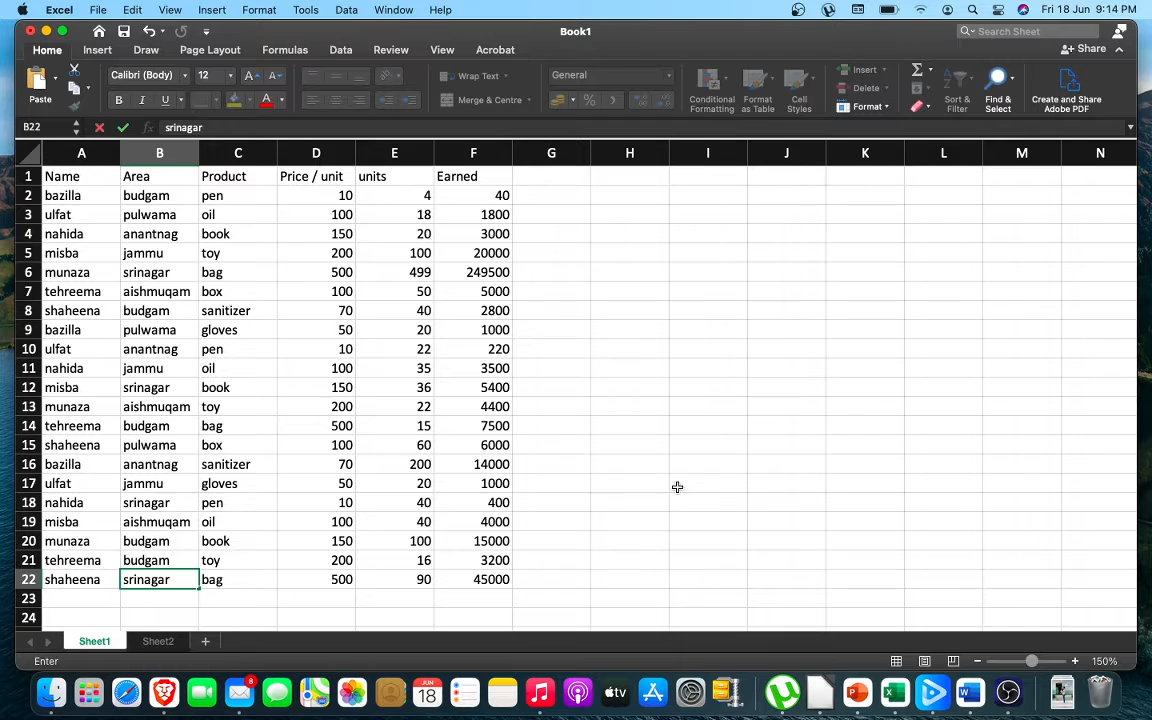 Excel File Edit View Insert Format Tools Data Window Help Fri 18 Jun 9:14 PM
Book1 Search Sheet
Home Insert Draw Page Layout Formulas Data Review View Acrobat Share
Calibri (Body) 12 A A Wrap Text General Insert
Delete
Paste B I U A Merge & Centre % Conditional Formatting Format as Table Cell Styles Format Sort & Filter Find & Select Create and Share Adobe PDF
B22 fx srinagar
A B C D E F G H I J K L M N
1 Name Area Product Price / unit units Earned
2 bazilla budgam pen 10 4 40
3 ulfat pulwama oil 100 18 1800
4 nahida anantnag book 150 20 3000
5 misba jammu toy 200 100 20000
6 munaza srinagar bag 500 499 249500
7 tehreema aishmuqam box 100 50 5000
8 shaheena budgam sanitizer 70 40 2800
9 bazilla pulwama gloves 50 20 1000
10 ulfat anantnag pen 10 22 220
11 nahida jammu oil 100 35 3500
12 misba srinagar book 150 36 5400
13 munaza aishmuqam toy 200 22 4400
14 tehreema budgam bag 500 15 7500
15 shaheena pulwama box 100 60 6000
16 bazilla anantnag sanitizer 70 200 14000
17 ulfat jammu gloves 50 20 1000
18 nahida srinagar pen 10 40 400
19 misba aishmuqam oil 100 40 4000
20 munaza budgam book 150 100 15000
21 tehreema budgam toy 200 16 3200
22 shaheena srinagar bag 500 90 45000
23
24
Sheet1 Sheet2 +
Enter 150%
8 JUN 18 tv